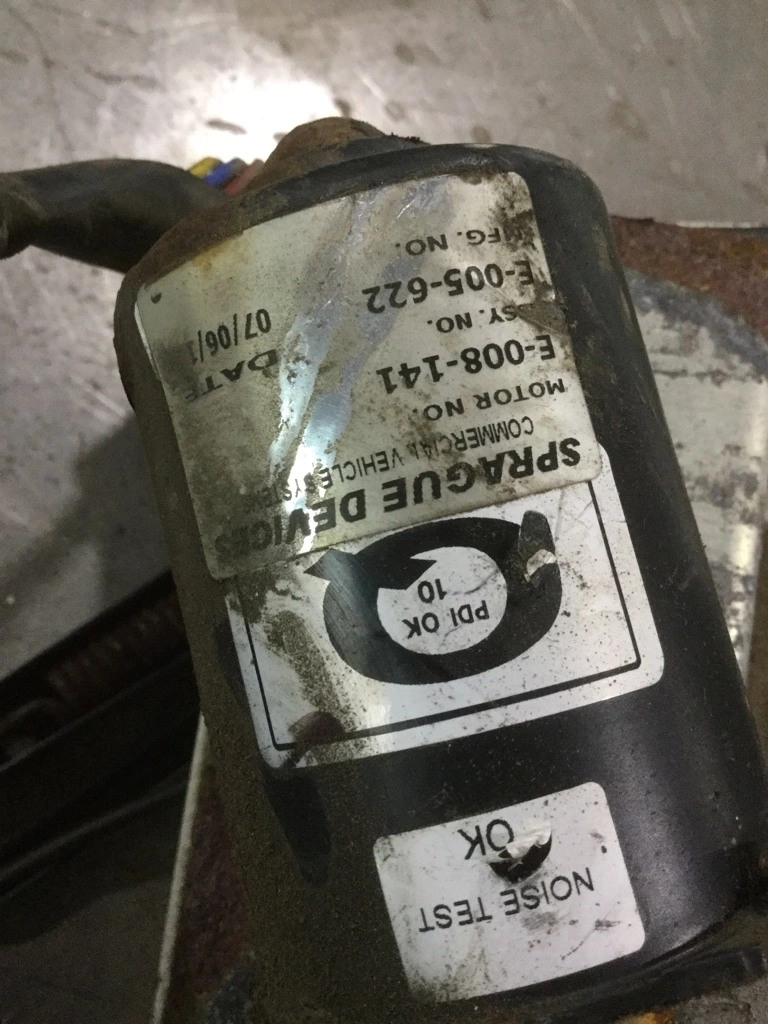 SPRAGUE DEVICES
COMMERCIAL VEHICLE SYSTEMS
MOTOR NO.
E-008-141
SY. NO.
E-005-622
DATE
07/06/1
MFG. NO.
PDI OK
10
NOISE TEST
OK